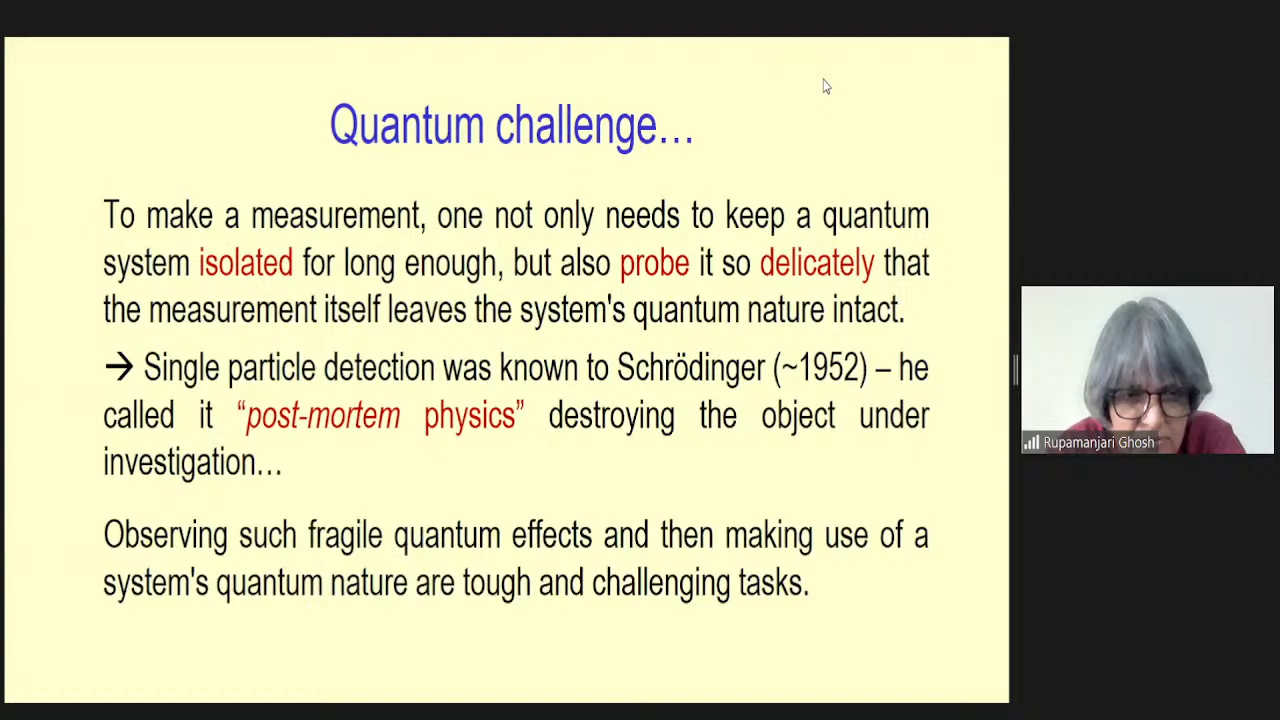 Quantum challenge…
To make a measurement, one not only needs to keep a quantum
system isolated for long enough, but also probe it so delicately that
the measurement itself leaves the system's quantum nature intact.
→ Single particle detection was known to Schrödinger (~1952) – he
called it “post-mortem physics” destroying the object under
investigation…
Observing such fragile quantum effects and then making use of a
system's quantum nature are tough and challenging tasks.
Rupamanjari Ghosh